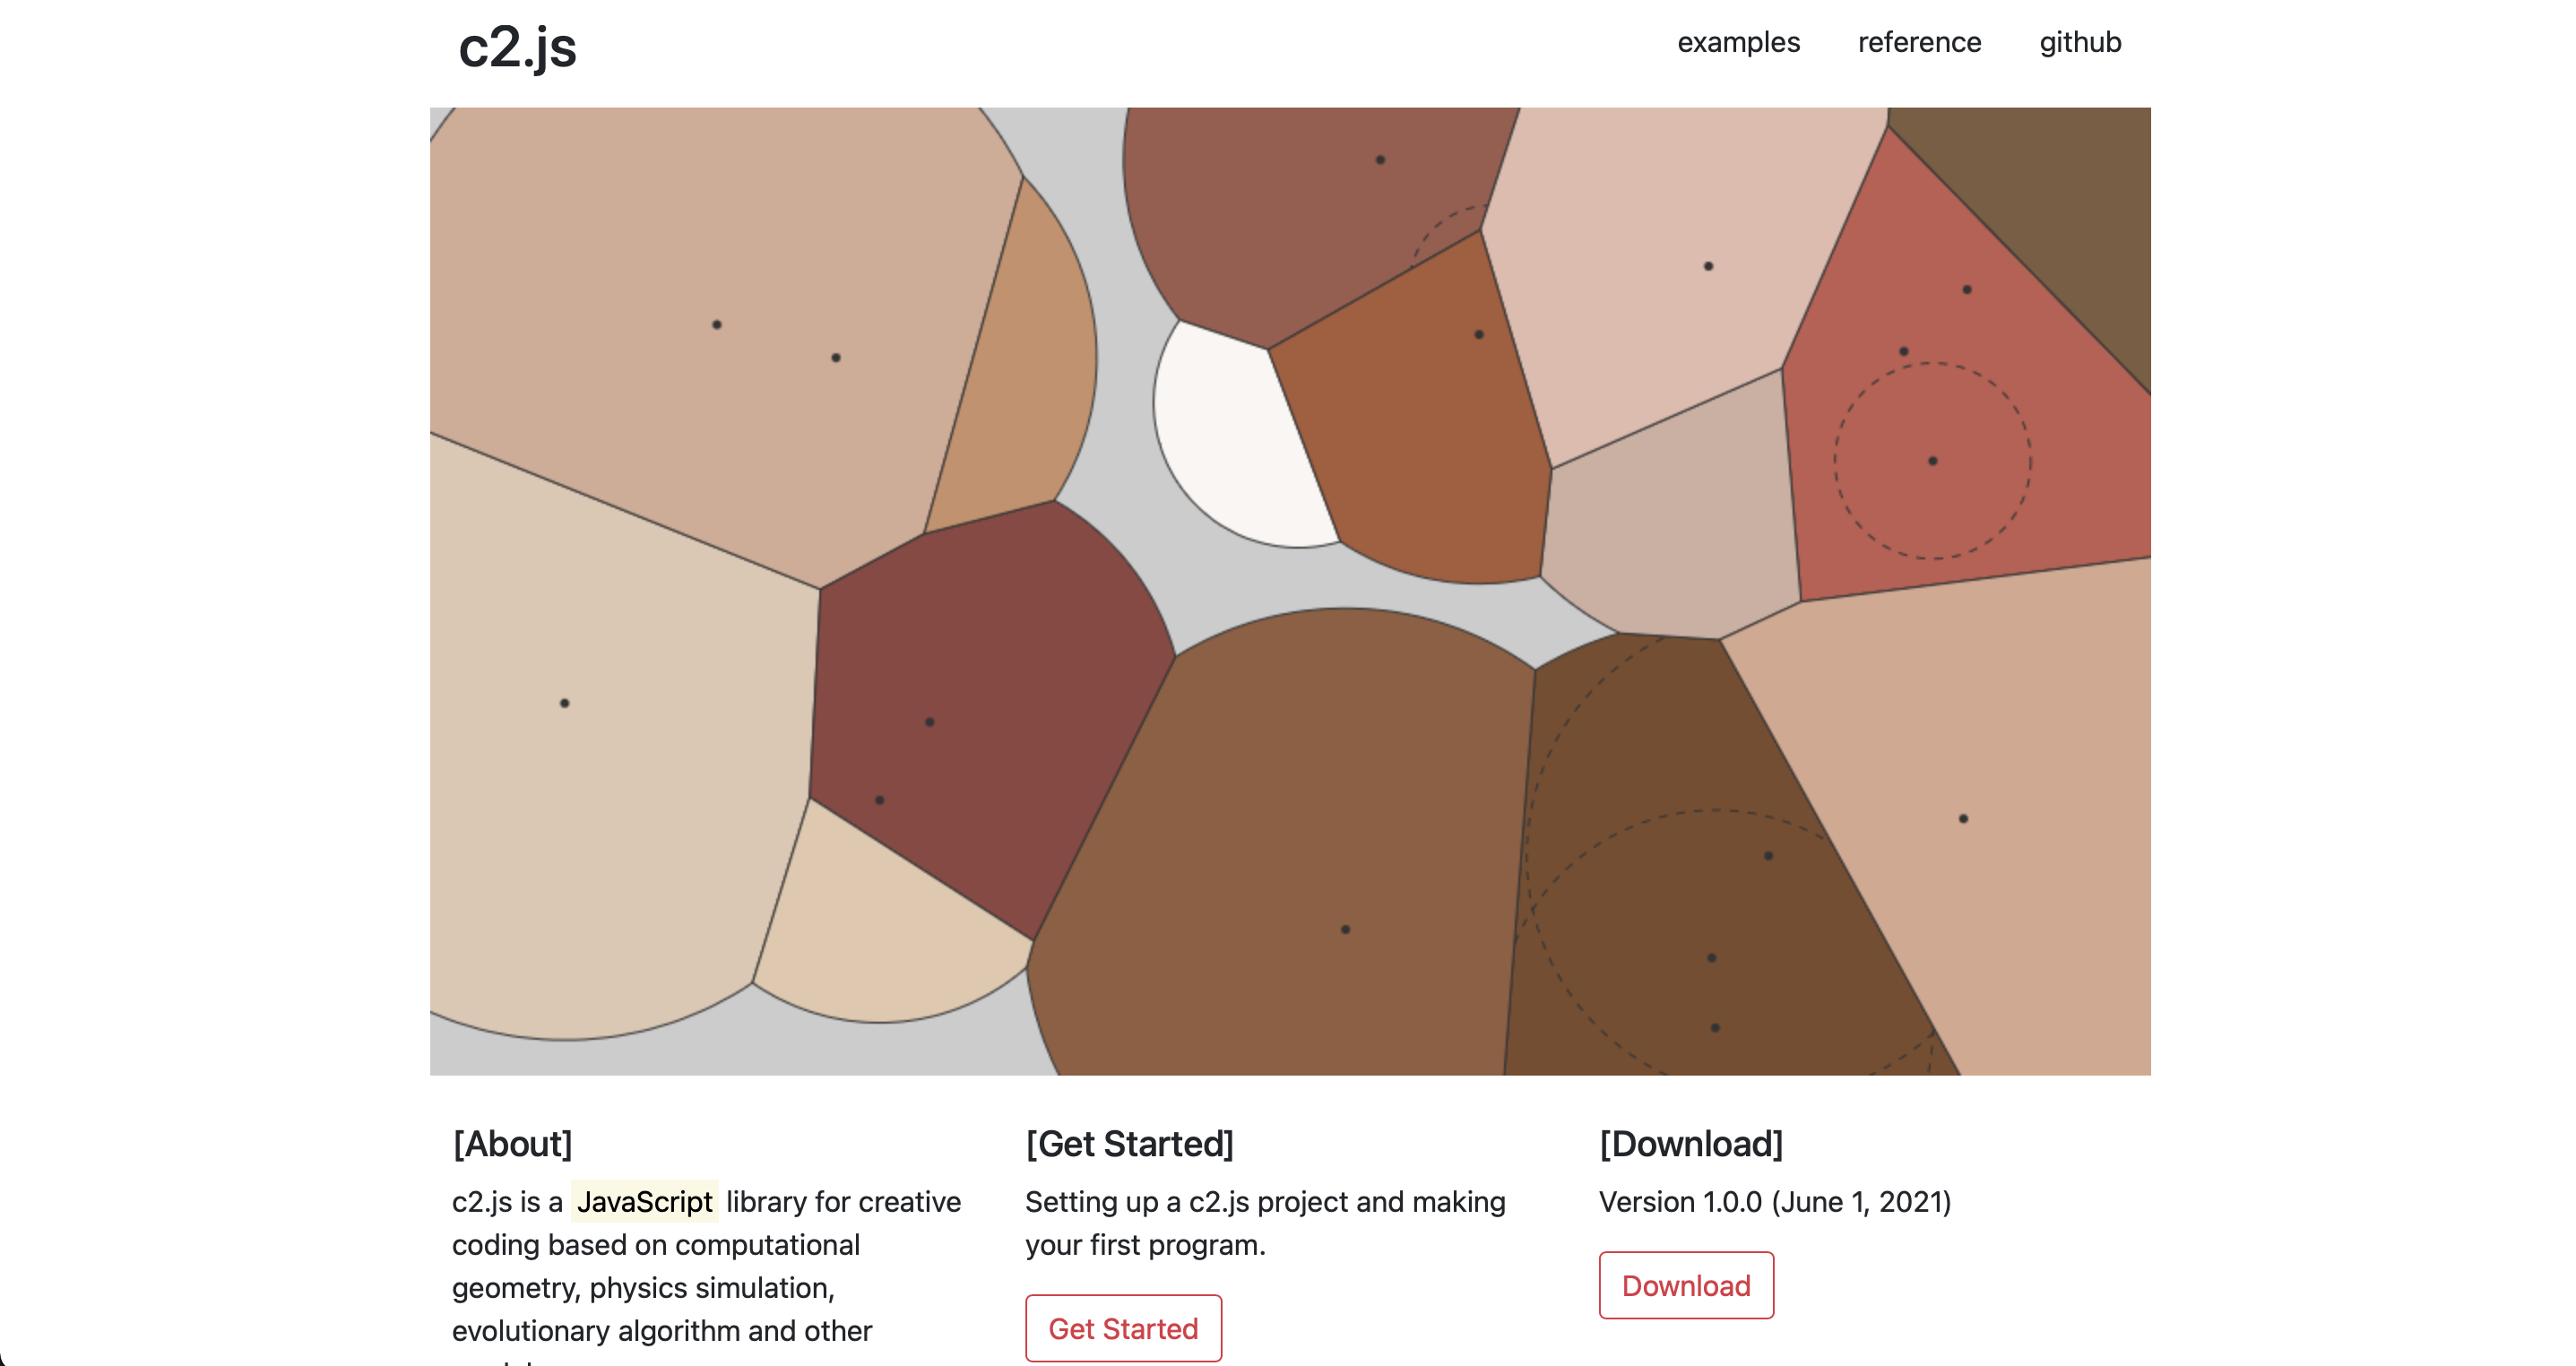 c2.js
examples
reference
github
[About]
c2.js is a JavaScript library for creative
coding based on computational
geometry, physics simulation,
evolutionary algorithm and other
[Get Started]
Setting up a c2.js project and making
your first program.
Get Started
[Download]
Version 1.0.0 (June 1, 2021)
Download